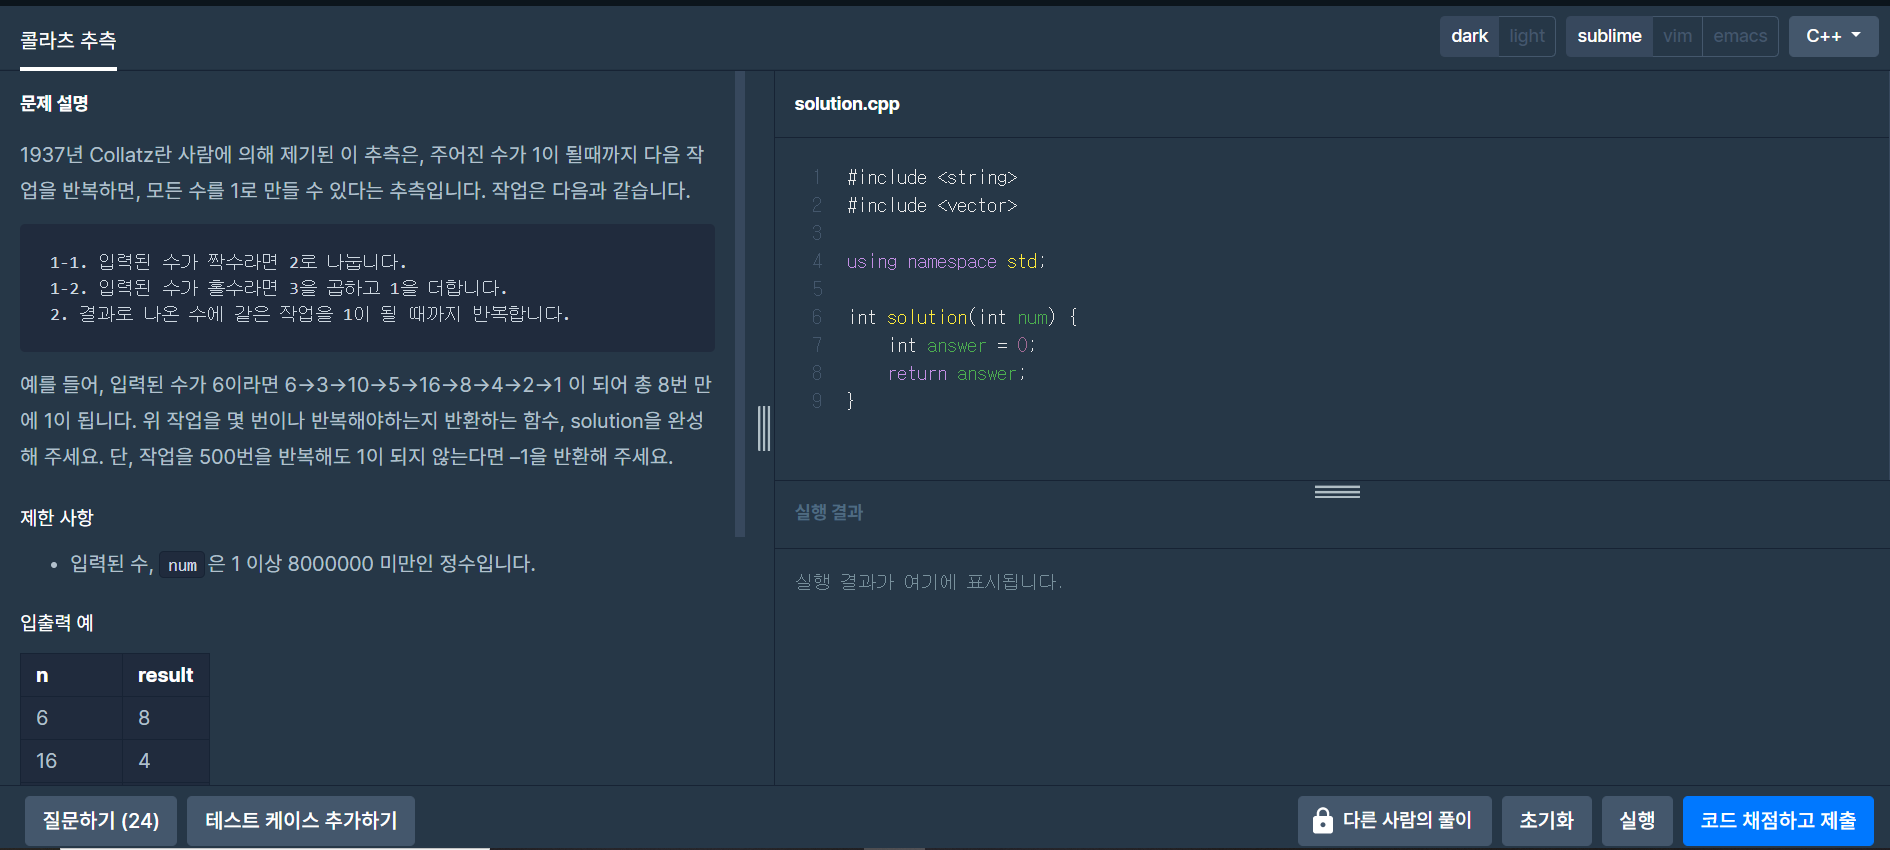 콜라츠 추측
dark light sublime vim emacs C++
문제 설명
1937년 Collatz란 사람에 의해 제기된 이 추측은, 주어진 수가 1이 될때까지 다음 작
업을 반복하면, 모든 수를 1로 만들 수 있다는 추측입니다. 작업은 다음과 같습니다.
1-1. 입력된 수가 짝수라면 2로 나눕니다.
1-2. 입력된 수가 홀수라면 3을 곱하고 1을 더합니다.
2. 결과로 나온 수에 같은 작업을 1이 될 때까지 반복합니다.
예를 들어, 입력된 수가 6이라면 6→3→10→5→16→8→4→2→1 이 되어 총 8번 만
에 1이 됩니다. 위 작업을 몇 번이나 반복해야하는지 반환하는 함수, solution을 완성
해 주세요. 단, 작업을 500번을 반복해도 1이 되지 않는다면 –1을 반환해 주세요.
제한 사항
• 입력된 수, num 은 1 이상 8000000 미만인 정수입니다.
입출력 예
n result
6 8
16 4
solution.cpp
1 #include <string>
2 #include <vector>
3
4 using namespace std;
5
6 int solution(int num) {
7     int answer = 0;
8     return answer;
9 }
실행 결과
실행 결과가 여기에 표시됩니다.
질문하기 (24) 테스트 케이스 추가하기 다른 사람의 풀이 초기화 실행 코드 채점하고 제출